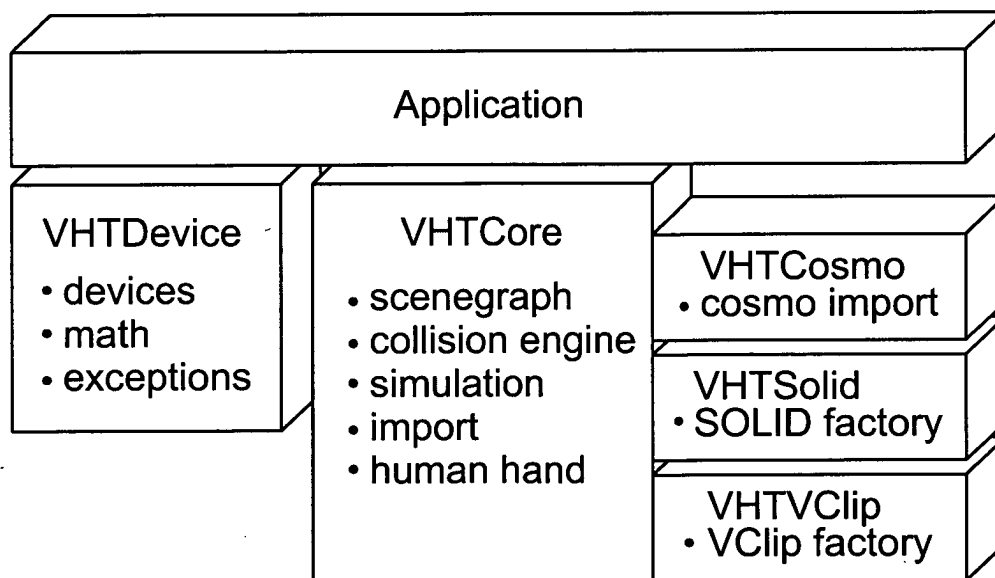 Application
VHTDevice
• devices
• math
• exceptions
VHTCore
• scenegraph
• collision engine
• simulation
• import
• human hand
VHTCosmo
• cosmo import
VHTSolid
• SOLID factory
VHTVClip
• VClip factory